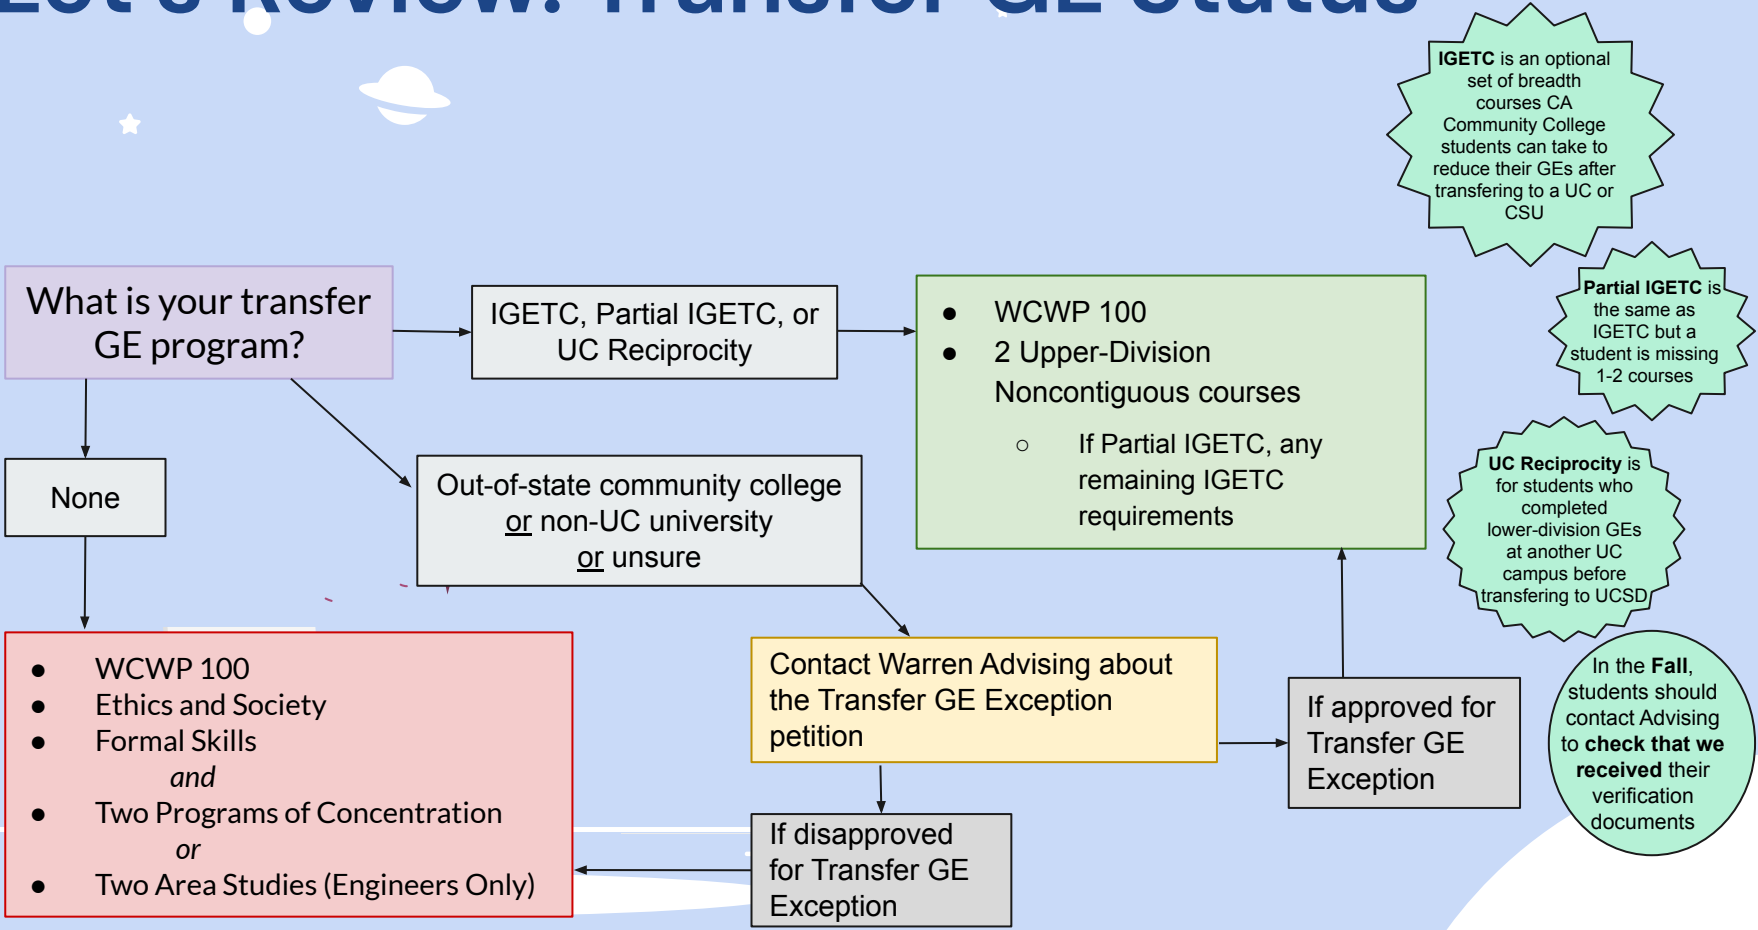 Let's Review: Transfer GE Status
IGETC is an optional
set of breadth
courses CA
Community College
students can take to
reduce their GEs after
transfering to a UC or
CSU
What is your transfer
GE program?
IGETC, Partial IGETC, or
UC Reciprocity
● WCWP 100
● 2 Upper-Division
Noncontiguous courses
○ If Partial IGETC, any
remaining IGETC
requirements
Partial IGETC is
the same as
IGETC but a
student is missing
1-2 courses
None
Out-of-state community college
or non-UC university
or unsure
UC Reciprocity is
for students who
completed
lower-division GEs
at another UC
campus before
transfering to UCSD
● WCWP 100
● Ethics and Society
● Formal Skills
and
● Two Programs of Concentration
or
● Two Area Studies (Engineers Only)
Contact Warren Advising about
the Transfer GE Exception
petition
If approved for
Transfer GE
Exception
If disapproved
for Transfer GE
Exception
In the Fall,
students should
contact Advising
to check that we
received their
verification
documents